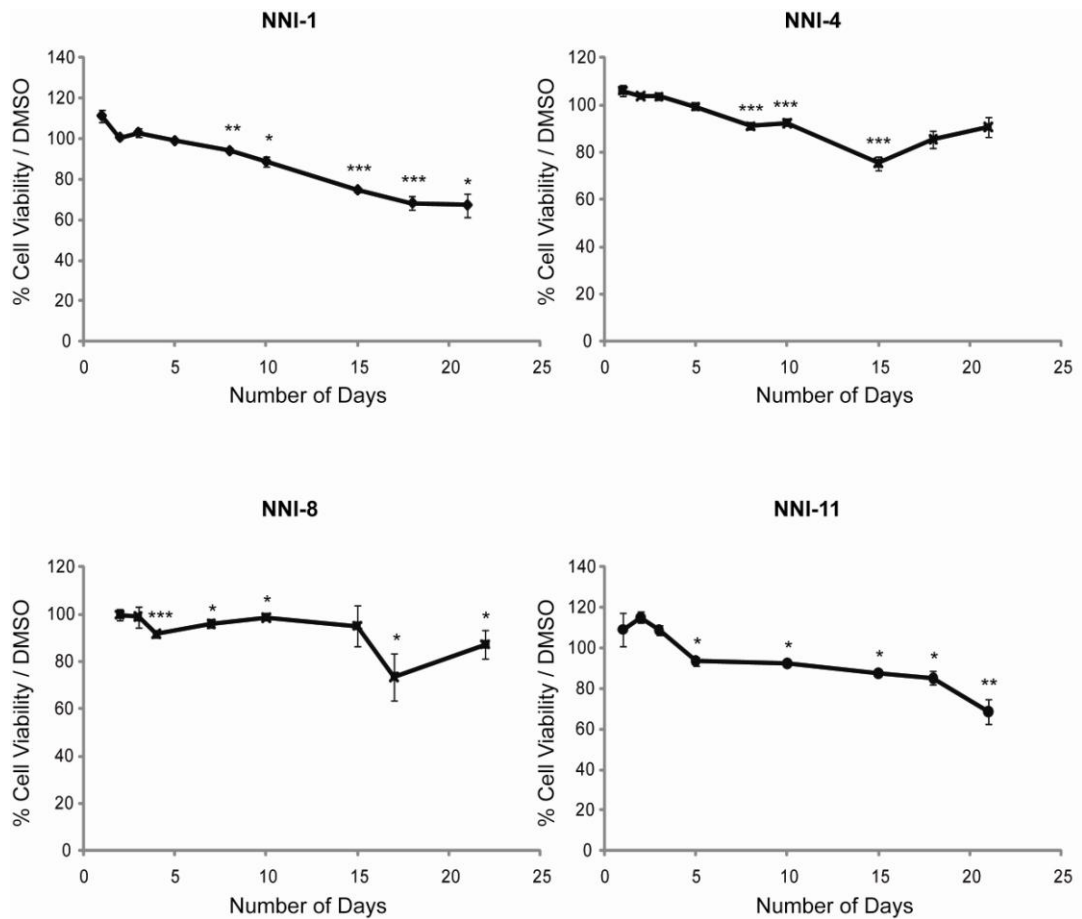 NNI-1
% Cell Viability / DMSO
140
120
100
80
60
40
20
0
** * *** *** *
0 5 10 15 20 25
Number of Days
NNI-4
% Cell Viability / DMSO
120
100
80
60
40
20
0
*** *** ***
0 5 10 15 20 25
Number of Days
NNI-8
% Cell Viability / DMSO
120
100
80
60
40
20
0
*** * * * *
0 5 10 15 20 25
Number of Days
NNI-11
% Cell Viability / DMSO
140
120
100
80
60
40
20
0
* * * * **
0 5 10 15 20 25
Number of Days